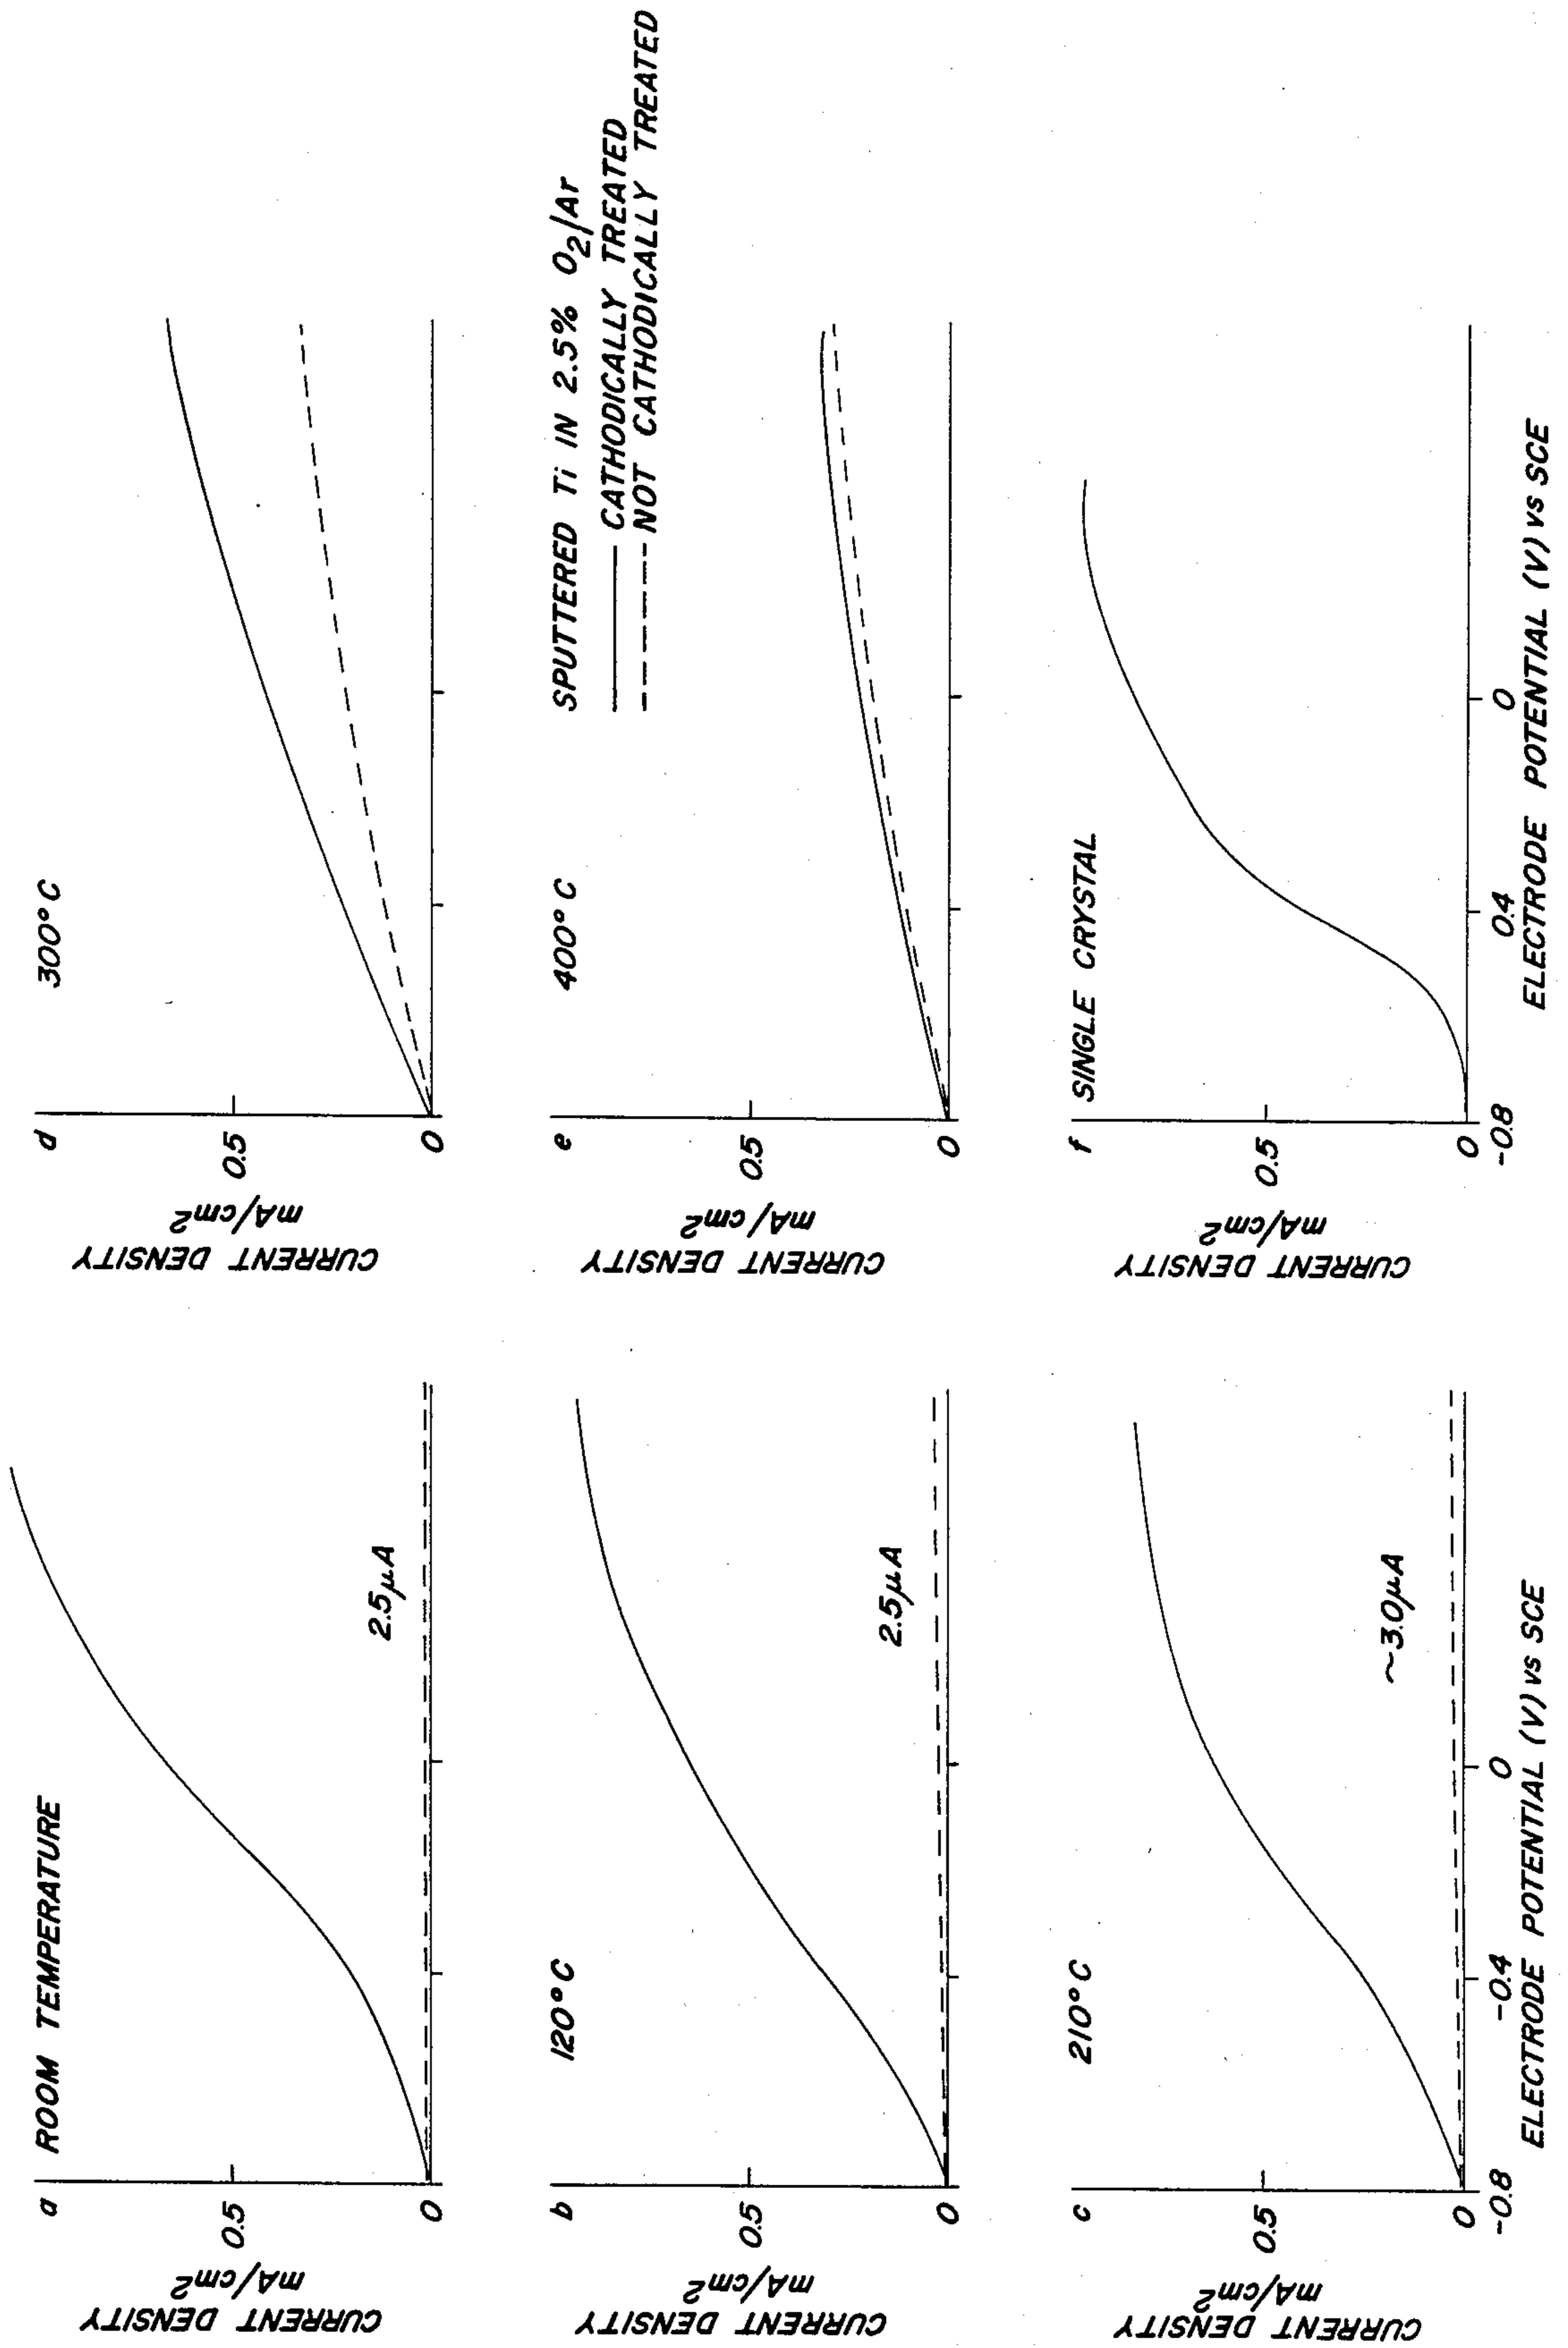 a ROOM TEMPERATURE
CURRENT DENSITY
mA/cm2
0.5
0
2.5μA
b 120°C
CURRENT DENSITY
mA/cm2
0.5
0
2.5μA
c 210°C
CURRENT DENSITY
mA/cm2
0.5
0
~3.0μA
-0.8 -0.4 0
ELECTRODE POTENTIAL (V) vs SCE
d 300°C
CURRENT DENSITY
mA/cm2
0.5
0
SPUTTERED Ti IN 2.5% O2/Ar
CATHODICALLY TREATED
NOT CATHODICALLY TREATED
e 400°C
CURRENT DENSITY
mA/cm2
0.5
0
f SINGLE CRYSTAL
CURRENT DENSITY
mA/cm2
0.5
0
-0.8 0.4 0
ELECTRODE POTENTIAL (V) vs SCE